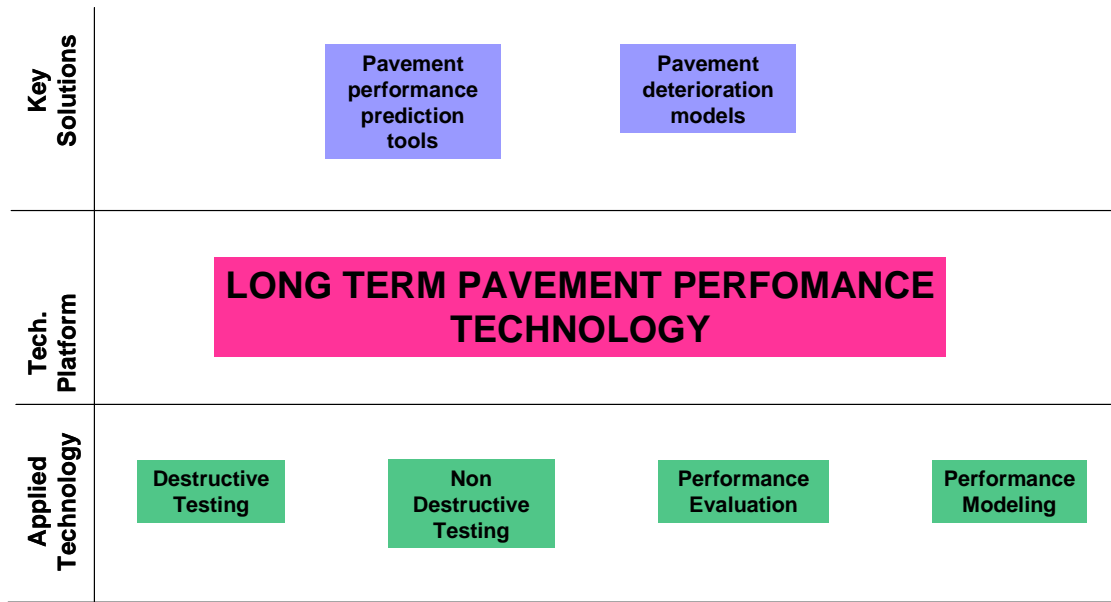 Key
Solutions
Pavement
performance
prediction
tools
Pavement
deterioration
models
Tech.
Platform
LONG TERM PAVEMENT PERFOMANCE
TECHNOLOGY
Applied
Technology
Destructive
Testing
Non
Destructive
Testing
Performance
Evaluation
Performance
Modeling